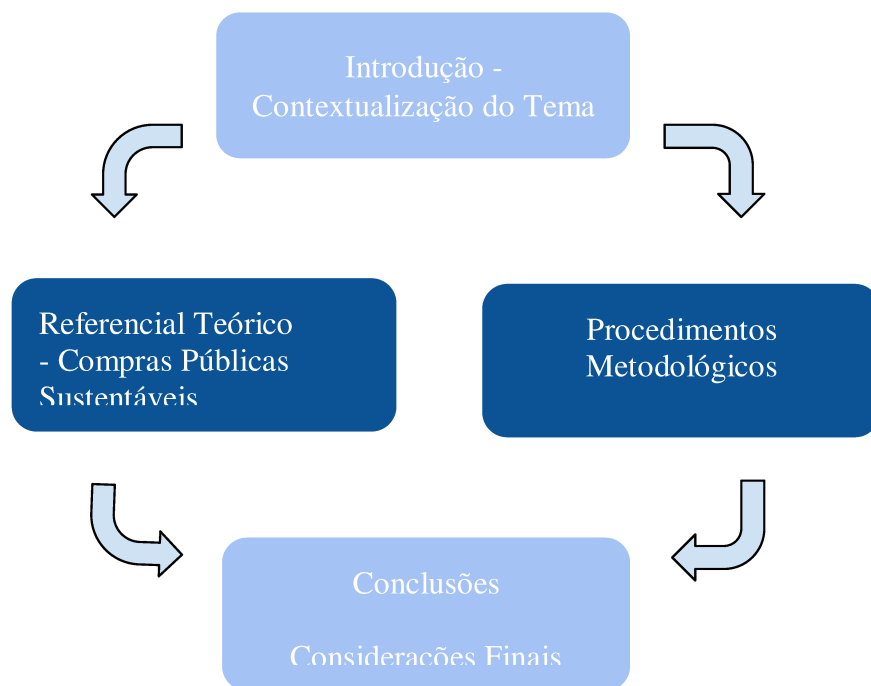 Introdução -
Contextualização do Tema
Referencial Teórico
- Compras Públicas
Sustentáveis
Procedimentos
Metodológicos
Conclusões
Considerações Finais